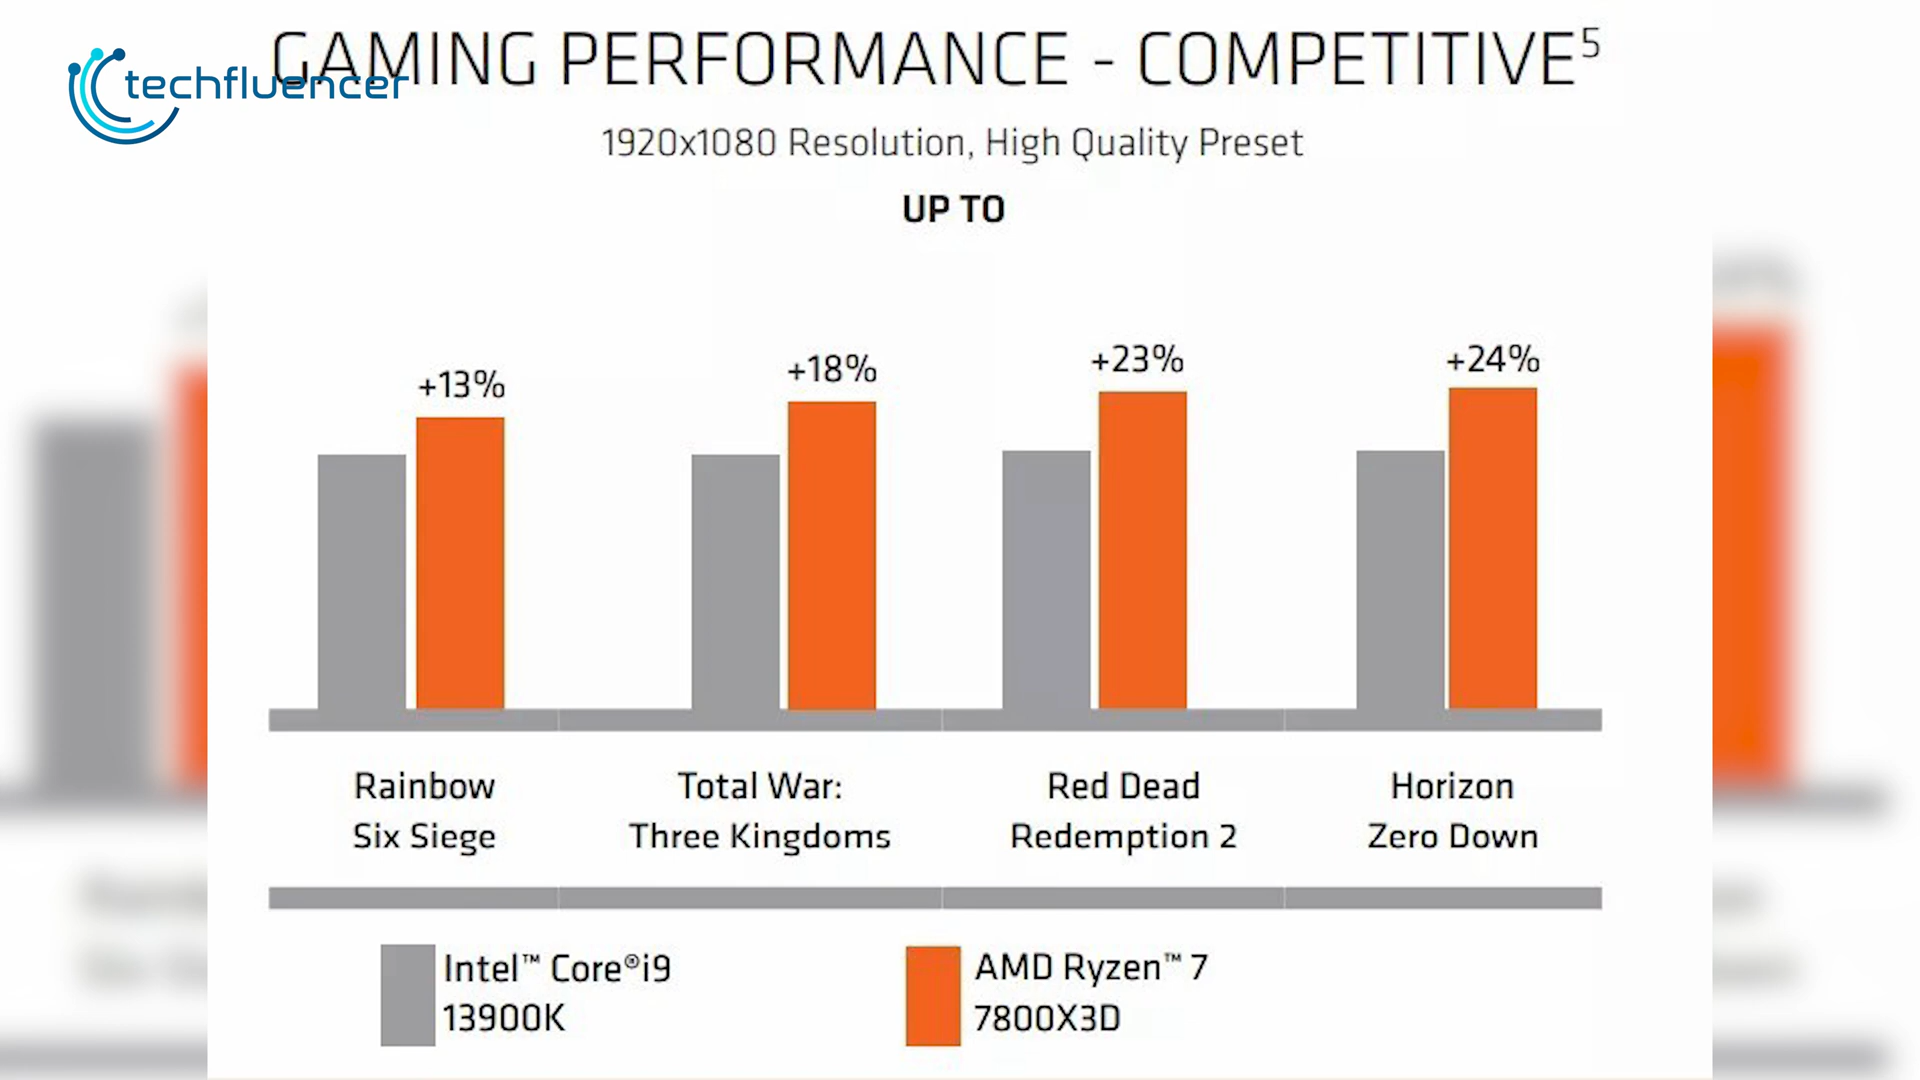 techfluencer
GAMING PERFORMANCE - COMPETITIVE⁵
1920x1080 Resolution, High Quality Preset
UP TO
+13%
+18%
+23%
+24%
Rainbow
Six Siege
Total War:
Three Kingdoms
Red Dead
Redemption 2
Horizon
Zero Down
Intel™ Core®i9
13900K
AMD Ryzen™ 7
7800X3D